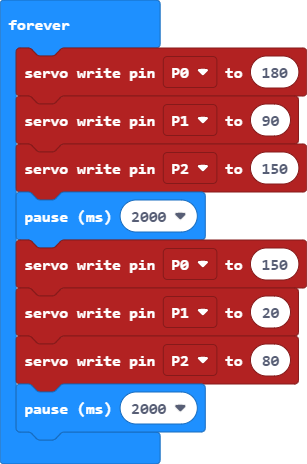 forever
servo write pin P0 to 180
servo write pin P1 to 90
servo write pin P2 to 150
pause (ms) 2000
servo write pin P0 to 150
servo write pin P1 to 20
servo write pin P2 to 80
pause (ms) 2000